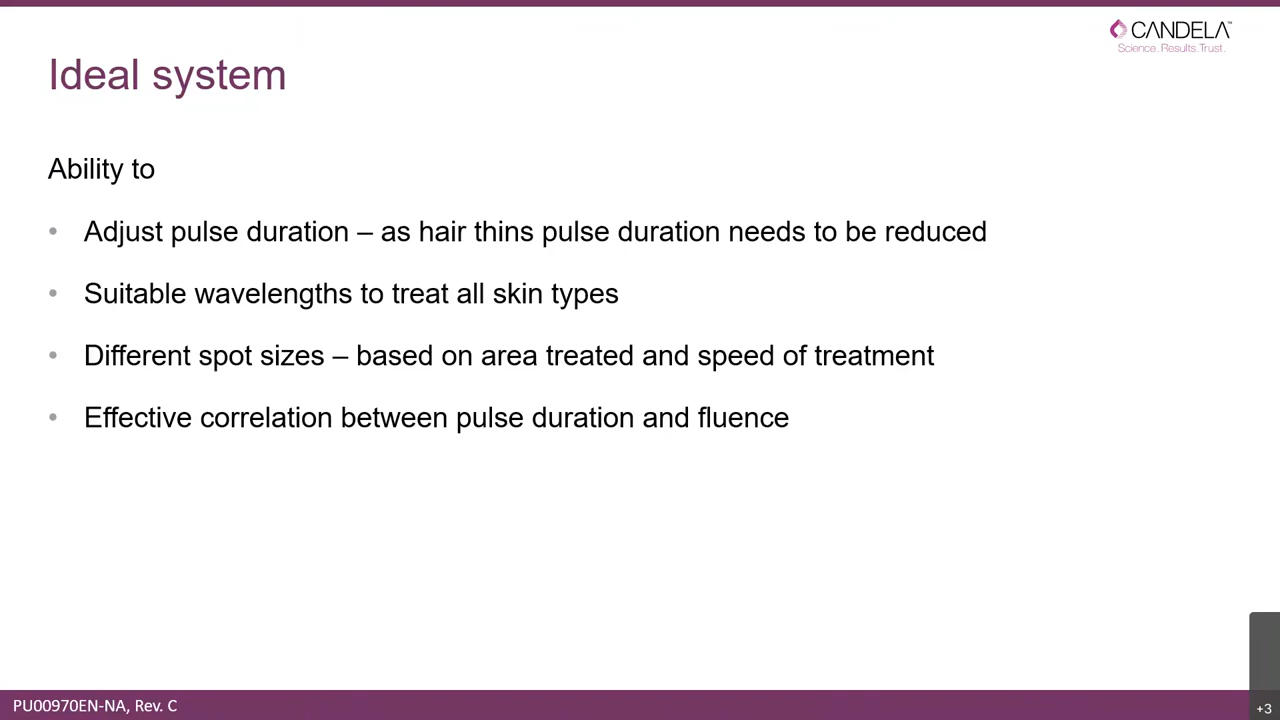 CANDELA™
Science. Results. Trust.
Ideal system
Ability to
• Adjust pulse duration – as hair thins pulse duration needs to be reduced
• Suitable wavelengths to treat all skin types
• Different spot sizes – based on area treated and speed of treatment
• Effective correlation between pulse duration and fluence
PU00970EN-NA, Rev. C
+3